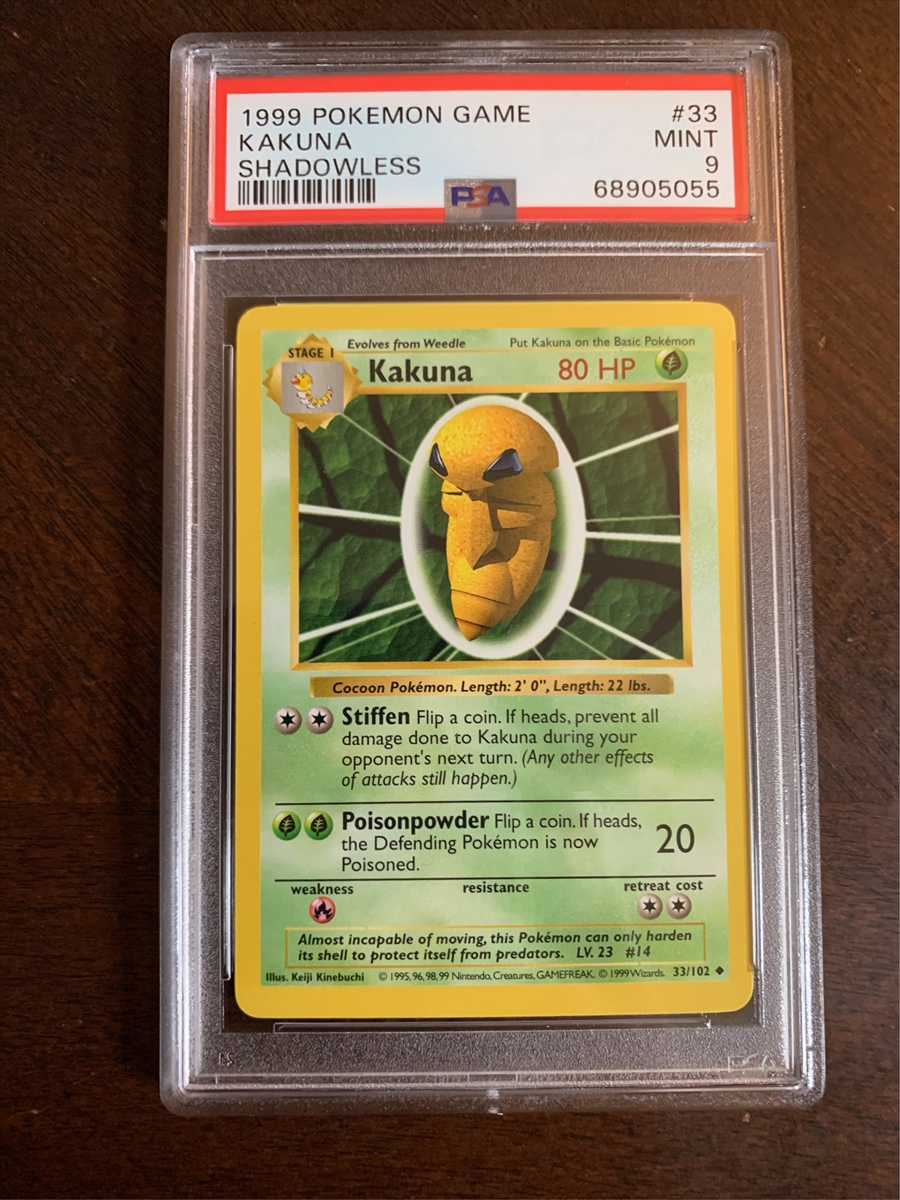 1999 POKEMON GAME #33
KAKUNA MINT
SHADOWLESS 9
PSA 68905055
STAGE 1 Evolves from Weedle Put Kakuna on the Basic Pokémon
Kakuna 80 HP
Cocoon Pokémon. Length: 2' 0", Length: 22 lbs.
Stiffen Flip a coin. If heads, prevent all
damage done to Kakuna during your
opponent's next turn. (Any other effects
of attacks still happen.)
Poisonpowder Flip a coin. If heads,
the Defending Pokémon is now
Poisoned.
20
weakness resistance retreat cost
Almost incapable of moving, this Pokémon can only harden
its shell to protect itself from predators. LV. 23 #14
Illus. Keiji Kinebuchi © 1995, 96, 98, 99 Nintendo, Creatures, GAMEFREAK. © 1999 Wizards. 33/102 ◆